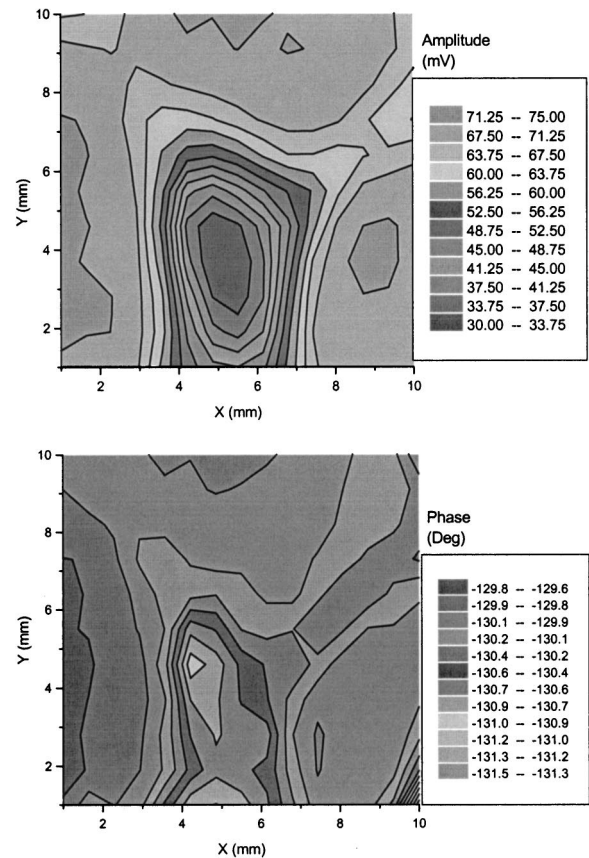 10
8
6
4
2
Y (mm)
2
4
6
8
10
X (mm)
Amplitude
(mV)
71.25 -- 75.00
67.50 -- 71.25
63.75 -- 67.50
60.00 -- 63.75
56.25 -- 60.00
52.50 -- 56.25
48.75 -- 52.50
45.00 -- 48.75
41.25 -- 45.00
37.50 -- 41.25
33.75 -- 37.50
30.00 -- 33.75
10
8
6
4
2
Y (mm)
2
4
6
8
10
X (mm)
Phase
(Deg)
-129.8 -- -129.6
-129.9 -- -129.8
-130.1 -- -129.9
-130.2 -- -130.1
-130.4 -- -130.2
-130.6 -- -130.4
-130.7 -- -130.6
-130.9 -- -130.7
-131.0 -- -130.9
-131.2 -- -131.0
-131.3 -- -131.2
-131.5 -- -131.3